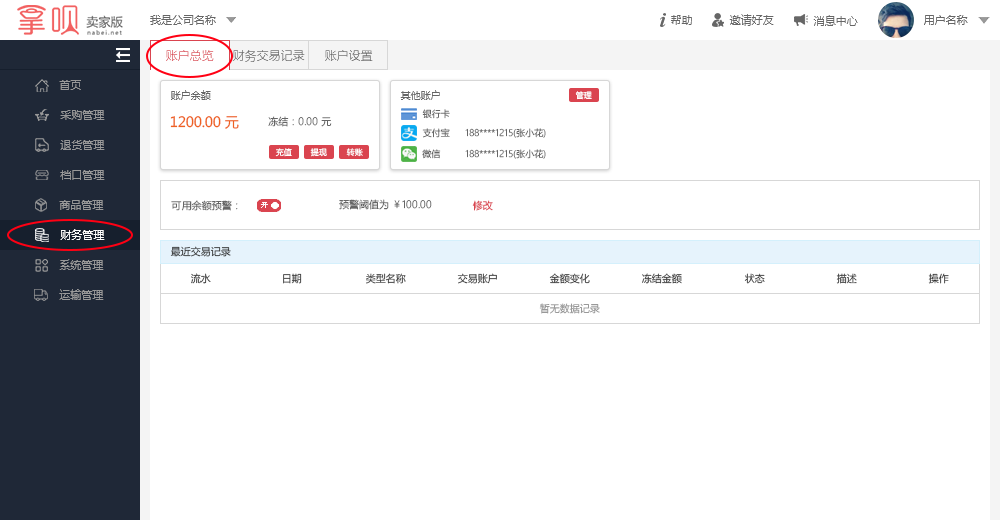 拿呗 卖家版 nabei.net 我是公司名称 帮助 邀请好友 消息中心 用户名称
账户总览 财务交易记录 账户设置
首页
采购管理
退货管理
档口管理
商品管理
财务管理
系统管理
运输管理
账户余额
1200.00 元 冻结：0.00 元
充值 提现 转账
其他账户 管理
银行卡
支付宝 188****1215(张小花)
微信 188****1215(张小花)
可用余额预警： 开 预警阈值为 ￥100.00 修改
最近交易记录
流水 日期 类型名称 交易账户 金额变化 冻结金额 状态 描述 操作
暂无数据记录